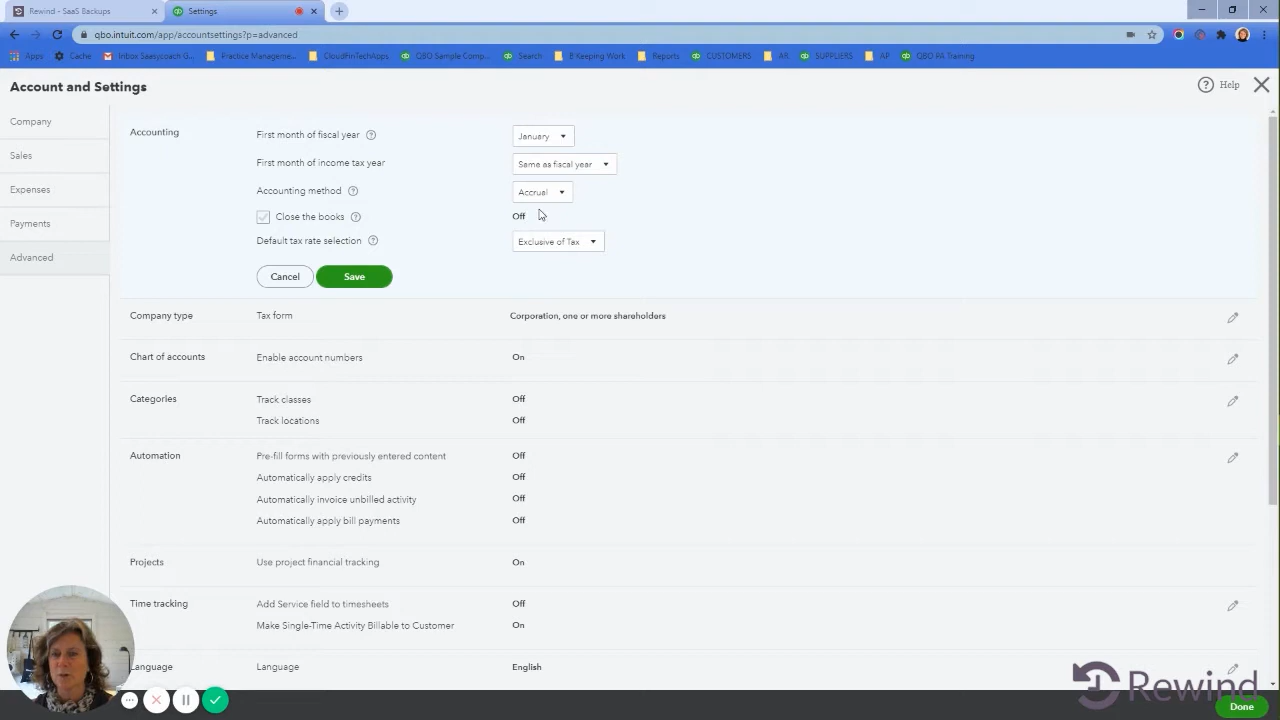 Rewind - SaaS Backups
Settings
qbo.intuit.com/app/accountsettings?p=advanced
Apps
Cache
Inbox Saasycoach G...
Practice Manageme...
CloudFinTechApps
QBO Sample Comp...
Search
B-Keeping Work
Reports
CUSTOMERS
AR
SUPPLIERS
AP
QBO PA Training
Account and Settings
Help
Company
Sales
Expenses
Payments
Advanced
Accounting
First month of fiscal year
January
First month of income tax year
Same as fiscal year
Accounting method
Accrual
Close the books
Off
Default tax rate selection
Exclusive of Tax
Cancel
Save
Company type
Tax form
Corporation, one or more shareholders
Chart of accounts
Enable account numbers
On
Categories
Track classes
Off
Track locations
Off
Automation
Pre-fill forms with previously entered content
Off
Automatically apply credits
Off
Automatically invoice unbilled activity
Off
Automatically apply bill payments
Off
Projects
Use project financial tracking
On
Time tracking
Add Service field to timesheets
Off
Make Single-Time Activity Billable to Customer
On
Language
Language
English
Rewind
Done